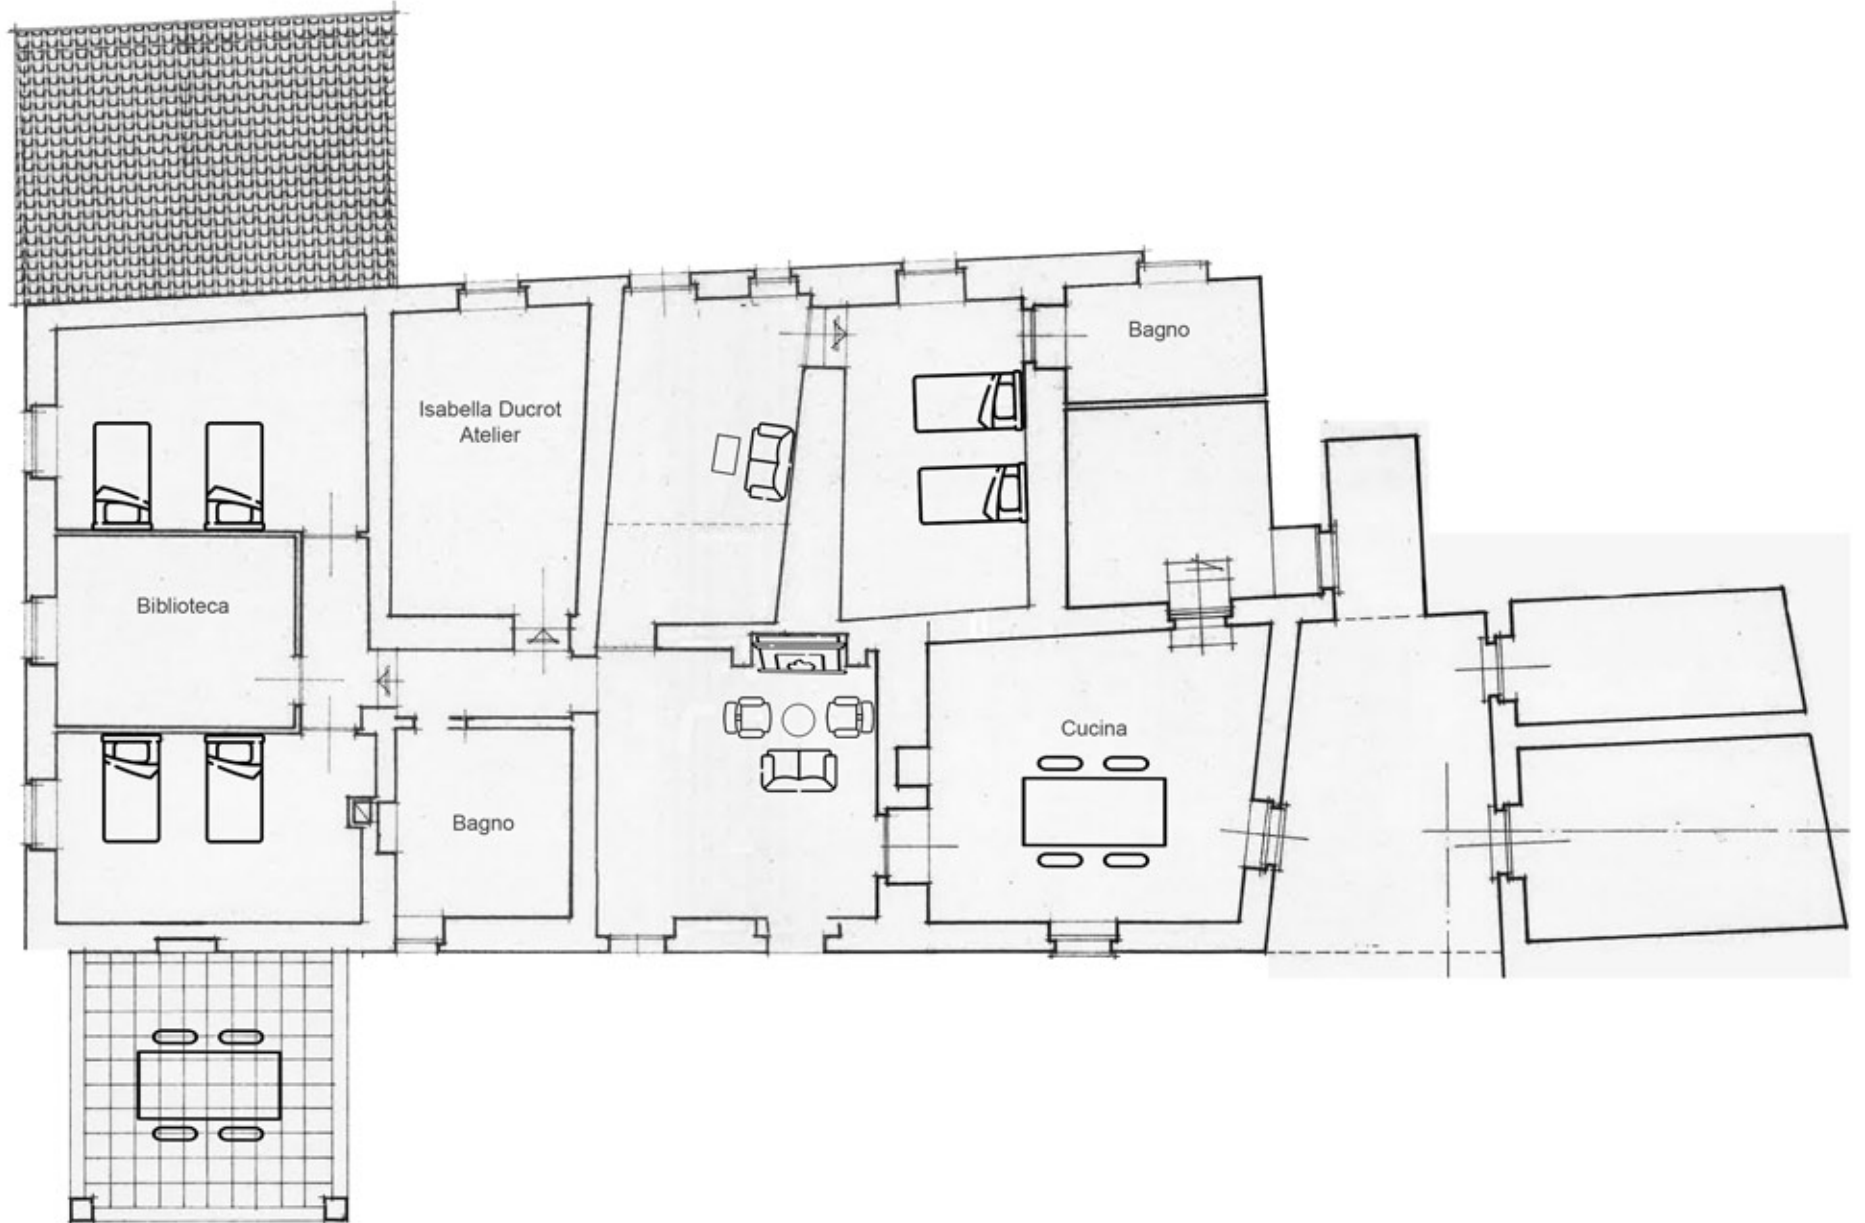 Bagno
Isabella Ducrot
Atelier
Biblioteca
Cucina
Bagno